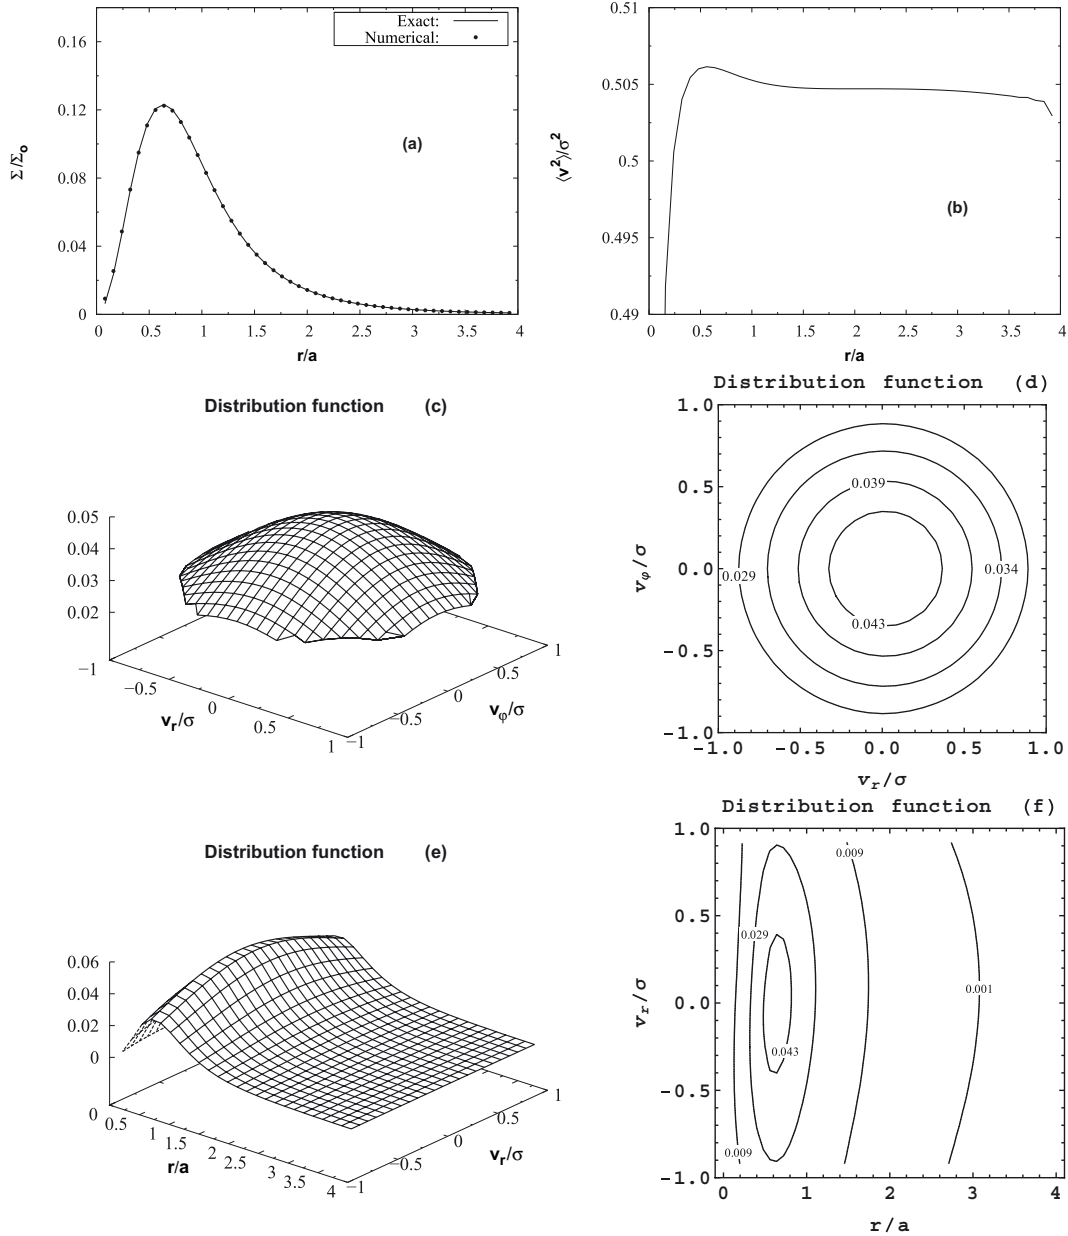 0.16
0.12
0.08
0.04
0
Σ/Σo
Exact:
Numerical:
(a)
0 0.5 1 1.5 2 2.5 3 3.5 4
r/a
0.51
0.505
0.5
0.495
0.49
⟨v²⟩/σ²
(b)
0 0.5 1 1.5 2 2.5 3 3.5 4
r/a
Distribution function (c)
0.05
0.04
0.03
0.02
−1
−0.5
0
0.5
1
vr/σ
−1
−0.5
0
0.5
1
vφ/σ
Distribution function (d)
1.0
0.5
0.0
−0.5
−1.0
vφ/σ
0.039
0.029
0.034
0.043
−1.0 −0.5 0.0 0.5 1.0
vr/σ
Distribution function (e)
0.06
0.04
0.02
0
0
0.5
1
1.5
2
2.5
3
3.5
4
r/a
−1
−0.5
0
0.5
1
vr/σ
Distribution function (f)
1.0
0.5
0.0
−0.5
−1.0
vr/σ
0.009
0.029
0.001
0.043
0.009
0 1 2 3 4
r/a